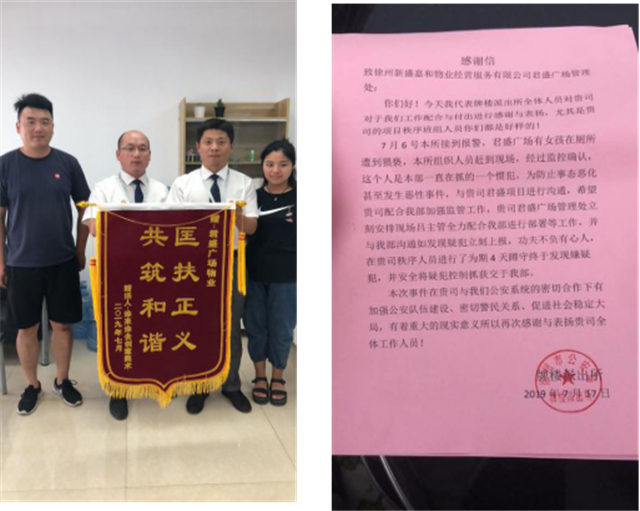 赠:君盛广场物业
匡扶正义
共筑和谐
二〇一九年七月
感谢信
致徐州新盛嘉和物业经营服务有限公司君盛广场管理
处:
你们好!今天我代表牌楼派出所全体人员对贵司
对于我们工作配合与付出进行感谢与表扬,尤其是贵
司的项目秩序班组人员你们都是好样的!
7 月 6 号本所接到报警,君盛广场有女孩在厕所
遭到猥亵,本所组织人员赶到现场,经过监控确认,
这个人是本部一直在抓的一个惯犯,为防止事态恶化
甚至发生恶性事件,与贵司君盛项目进行沟通,希望
贵司配合我部加强监管工作,贵司君盛广场管理处立
刻安排现场吕主管全力配合我部进行部署等工作,并
与我部沟通如发现疑犯立刻上报,功夫不负有心人,
在贵司秩序人员进行了为期 4 天蹲守终于发现嫌疑
犯,并安全将疑犯控制抓获交于我部。
本次事件在贵司与我们公安系统的密切合作下有
加强公安队伍建设、密切警民关系、促进社会稳定大
局,有着重大的现实意义所以再次感谢与表扬贵司全
体工作人员!
牌楼派出所
2019 年 7 月 17 日